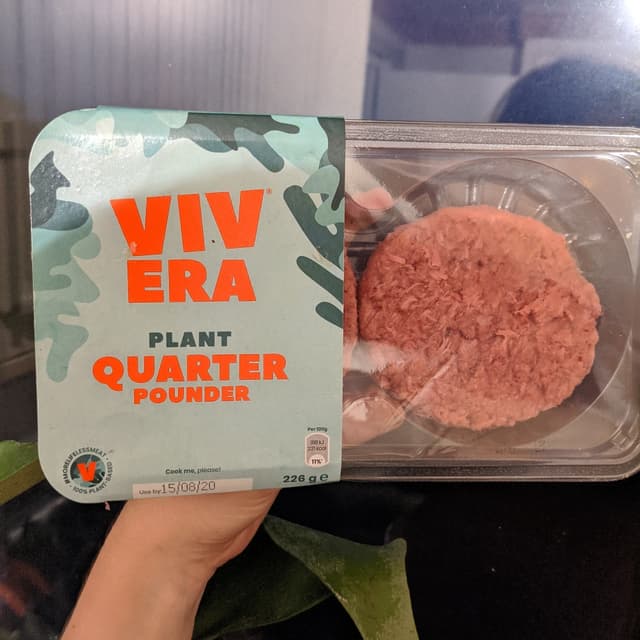 VIV
ERA®
PLANT
QUARTER
POUNDER
Per 100g
11%
#MORELIFELESSMEAT
100% PLANT-BASED
V
Cook me, please!
Use by 15/08/20
226 g e